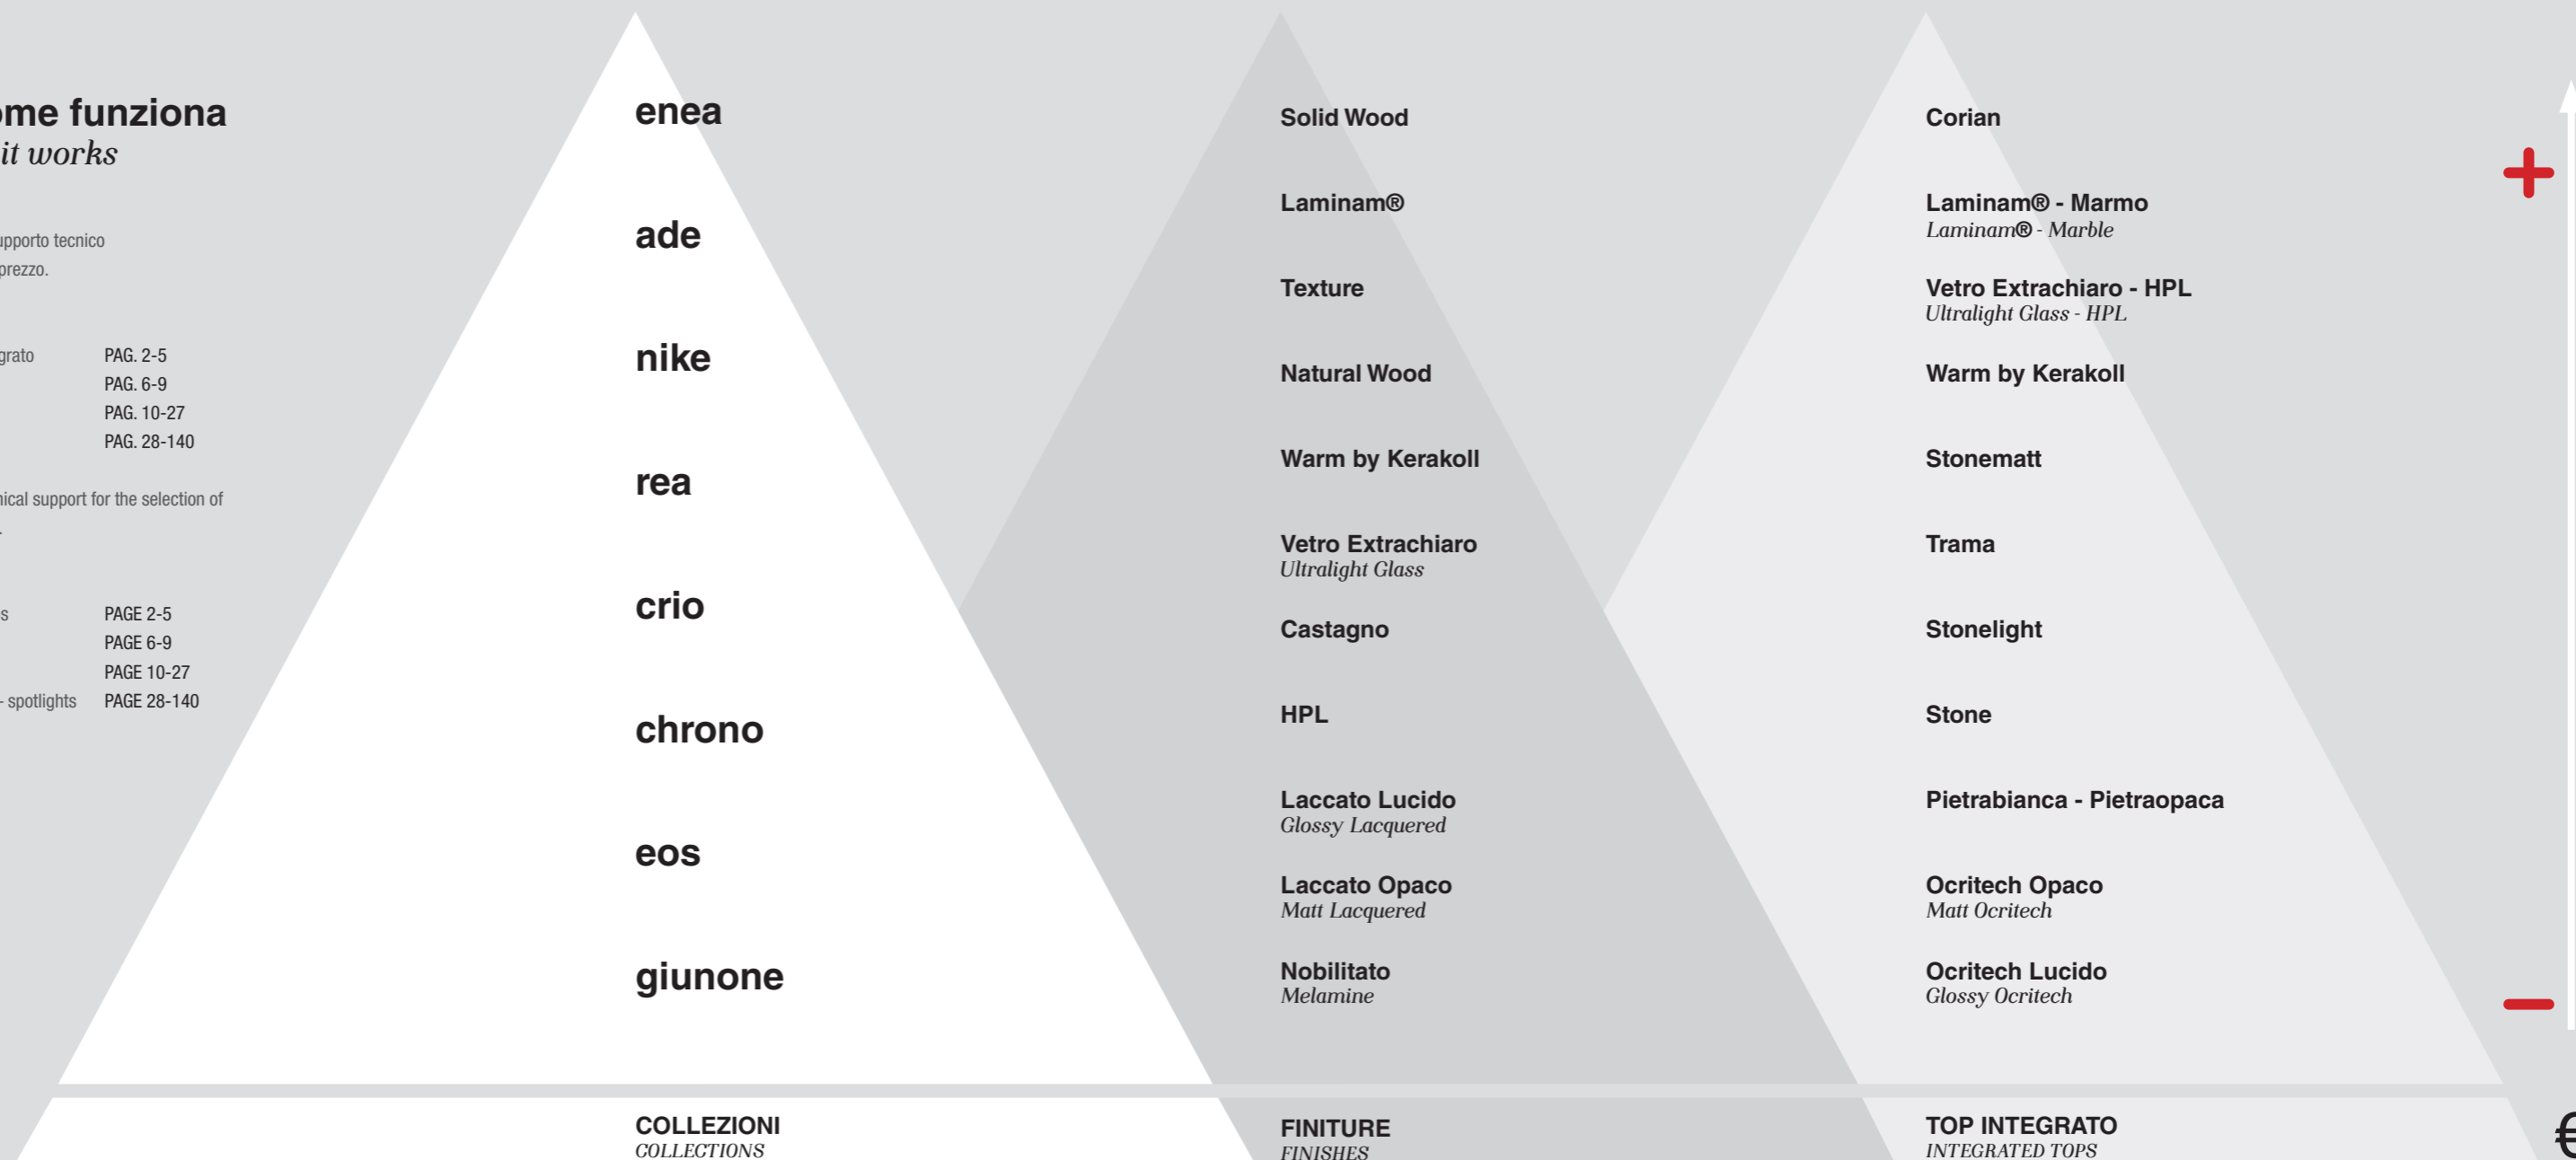 ome funziona
it works
upporto tecnico
prezzo.
grato PAG. 2-5
PAG. 6-9
PAG. 10-27
PAG. 28-140
nical support for the selection of
.
s PAGE 2-5
PAGE 6-9
PAGE 10-27
- spotlights PAGE 28-140
enea
ade
nike
rea
crio
chrono
eos
giunone
COLLEZIONI
COLLECTIONS
Solid Wood
Laminam®
Texture
Natural Wood
Warm by Kerakoll
Vetro Extrachiaro
Ultralight Glass
Castagno
HPL
Laccato Lucido
Glossy Lacquered
Laccato Opaco
Matt Lacquered
Nobilitato
Melamine
FINITURE
FINISHES
Corian
Laminam® - Marmo
Laminam® - Marble
Vetro Extrachiaro - HPL
Ultralight Glass - HPL
Warm by Kerakoll
Stonematt
Trama
Stonelight
Stone
Pietrabianca - Pietraopaca
Ocritech Opaco
Matt Ocritech
Ocritech Lucido
Glossy Ocritech
TOP INTEGRATO
INTEGRATED TOPS
+
−
€